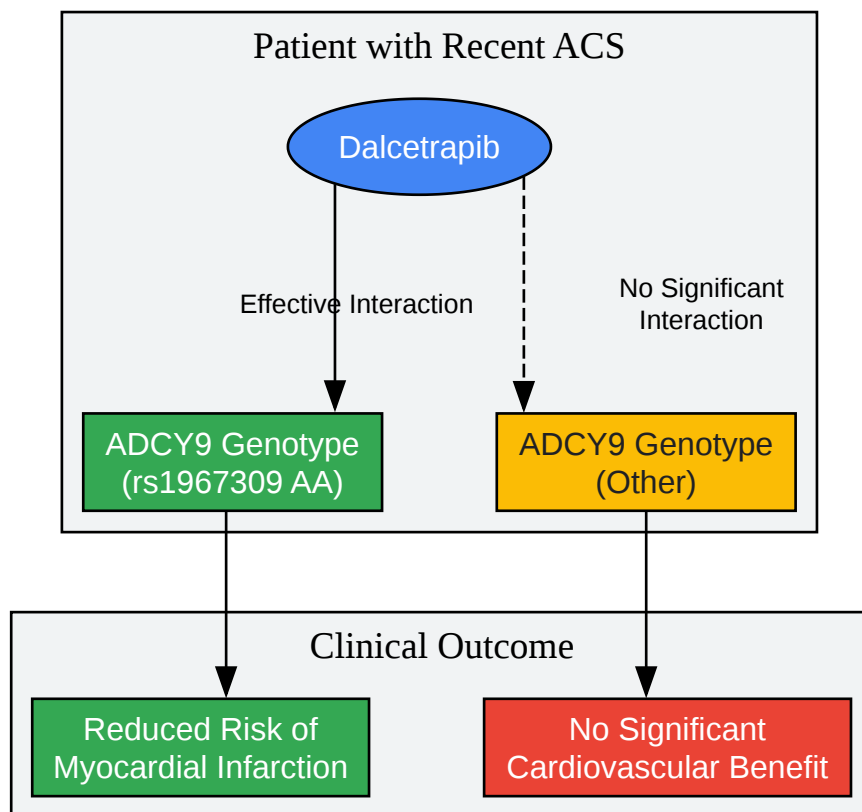 Patient with Recent ACS
Dalcetrapib
Effective Interaction
No Significant
Interaction
ADCY9 Genotype
(rs1967309 AA)
ADCY9 Genotype
(Other)
Clinical Outcome
Reduced Risk of
Myocardial Infarction
No Significant
Cardiovascular Benefit